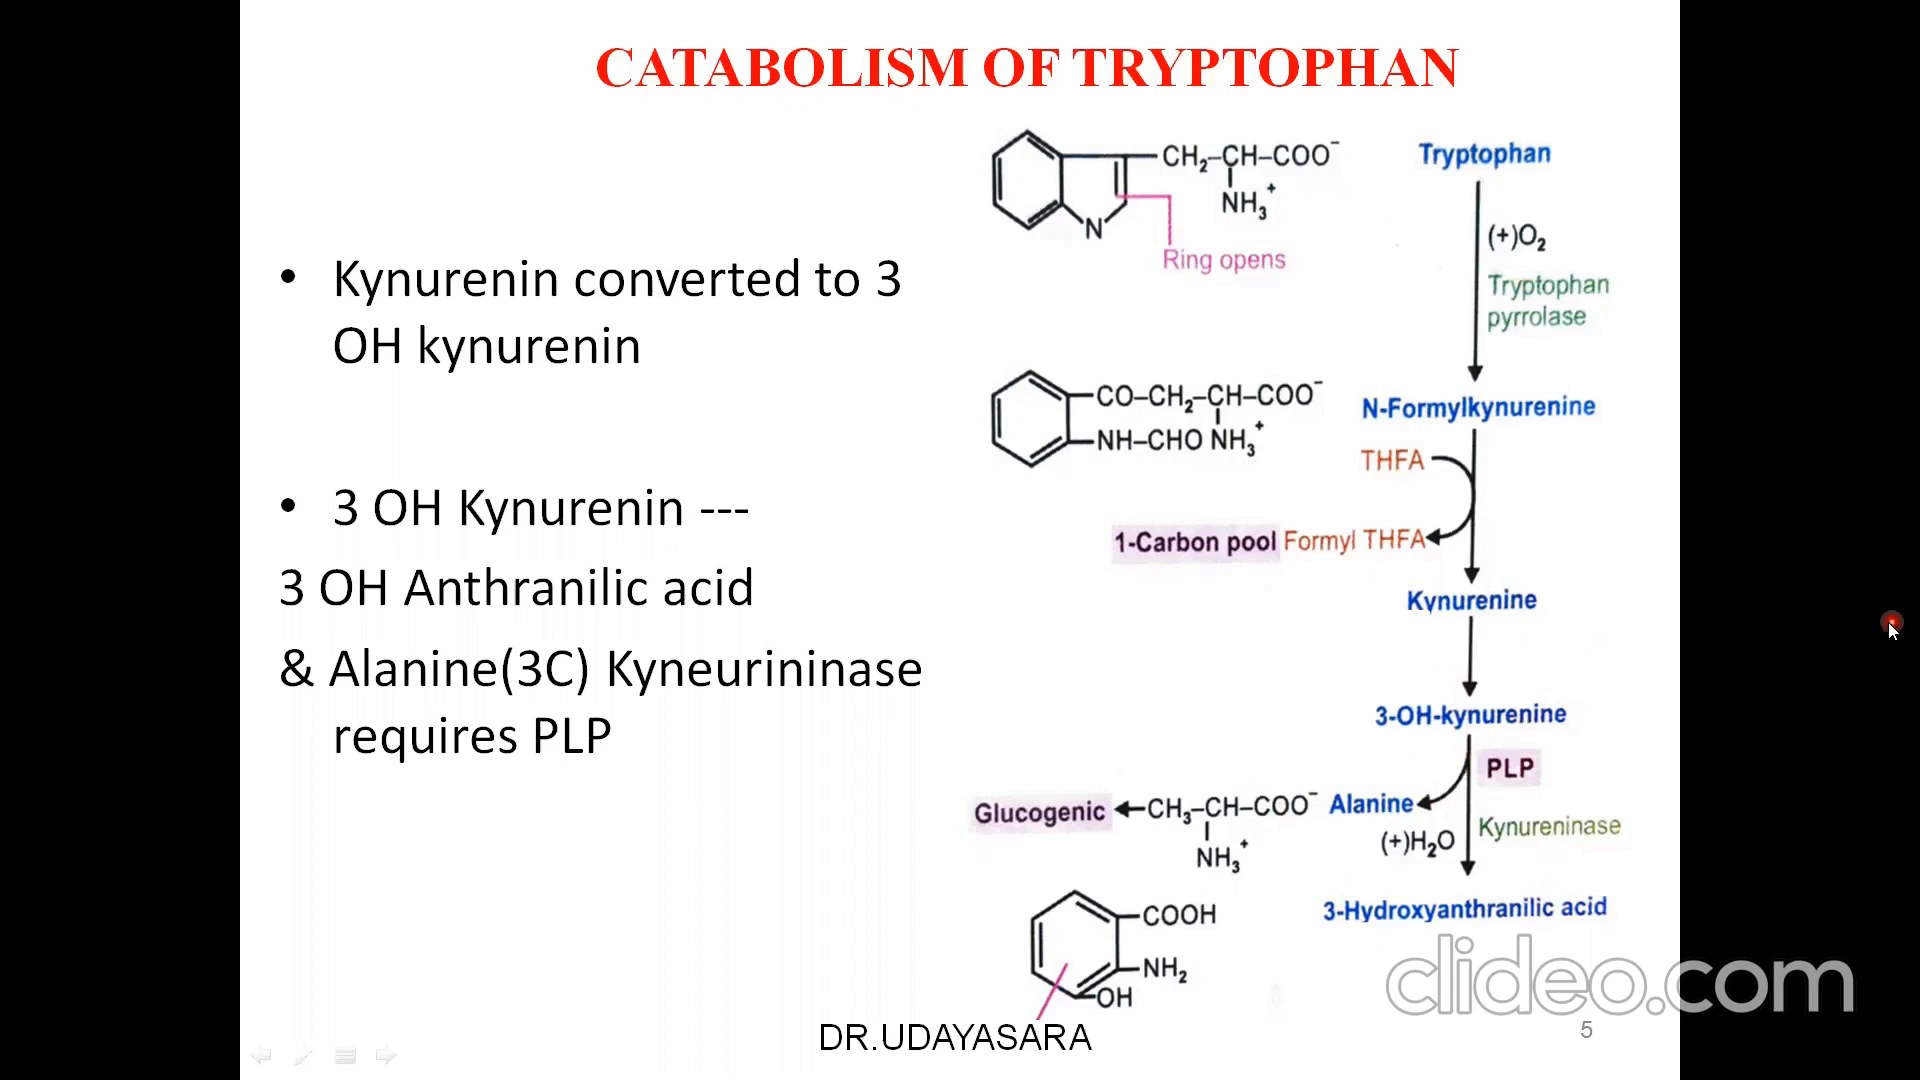 CATABOLISM OF TRYPTOPHAN
• Kynurenin converted to 3
OH kynurenin
• 3 OH Kynurenin ---
3 OH Anthranilic acid
& Alanine(3C) Kyneurininase
requires PLP
CH2–CH–COO–
NH3+
N
Ring opens
Tryptophan
(+)O2
Tryptophan
pyrrolase
CO–CH2–CH–COO–
NH–CHO NH3+
N-Formylkynurenine
THFA
1-Carbon pool Formyl THFA
Kynurenine
3-OH-kynurenine
PLP
Glucogenic CH3–CH–COO– Alanine
NH3+
(+)H2O
Kynureninase
COOH
NH2
OH
3-Hydroxyanthranilic acid
clideo.com
DR.UDAYASARA
5